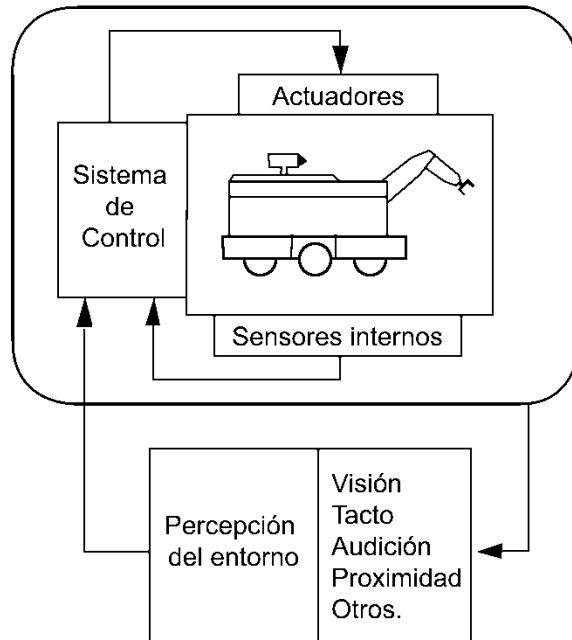 Actuadores
Sistema
de
Control
Sensores internos
Percepción
del entorno
Visión
Tacto
Audición
Proximidad
Otros.